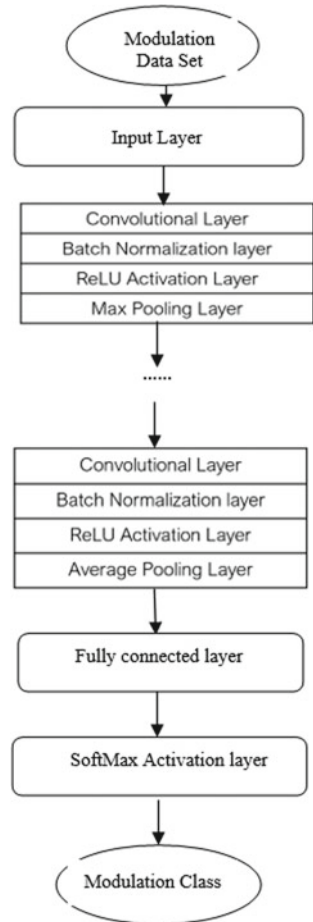 Modulation
Data Set
Input Layer
Convolutional Layer
Batch Normalization layer
ReLU Activation Layer
Max Pooling Layer
......
Convolutional Layer
Batch Normalization layer
ReLU Activation Layer
Average Pooling Layer
Fully connected layer
SoftMax Activation layer
Modulation Class